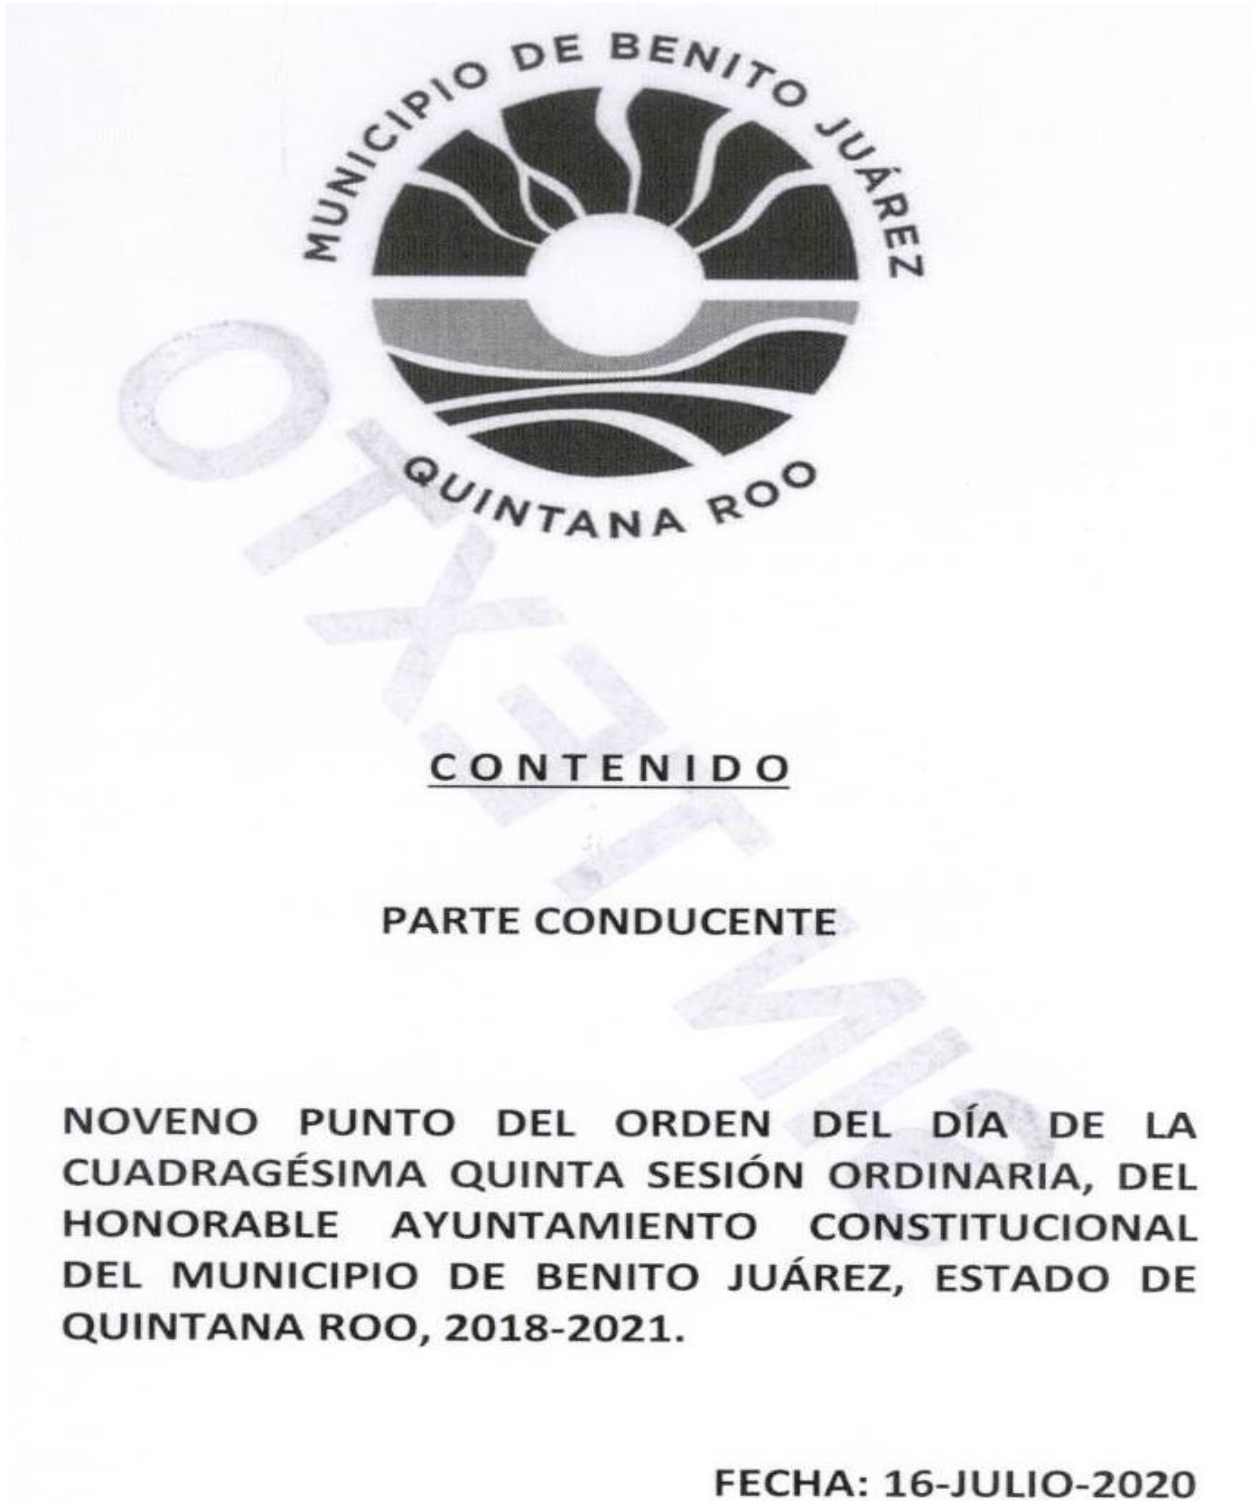 MUNICIPIO DE BENITO JUÁREZ
QUINTANA ROO
SIN TEXTO
CONTENIDO
PARTE CONDUCENTE
NOVENO PUNTO DEL ORDEN DEL DÍA DE LA
CUADRAGÉSIMA QUINTA SESIÓN ORDINARIA, DEL
HONORABLE AYUNTAMIENTO CONSTITUCIONAL
DEL MUNICIPIO DE BENITO JUÁREZ, ESTADO DE
QUINTANA ROO, 2018-2021.
FECHA: 16-JULIO-2020